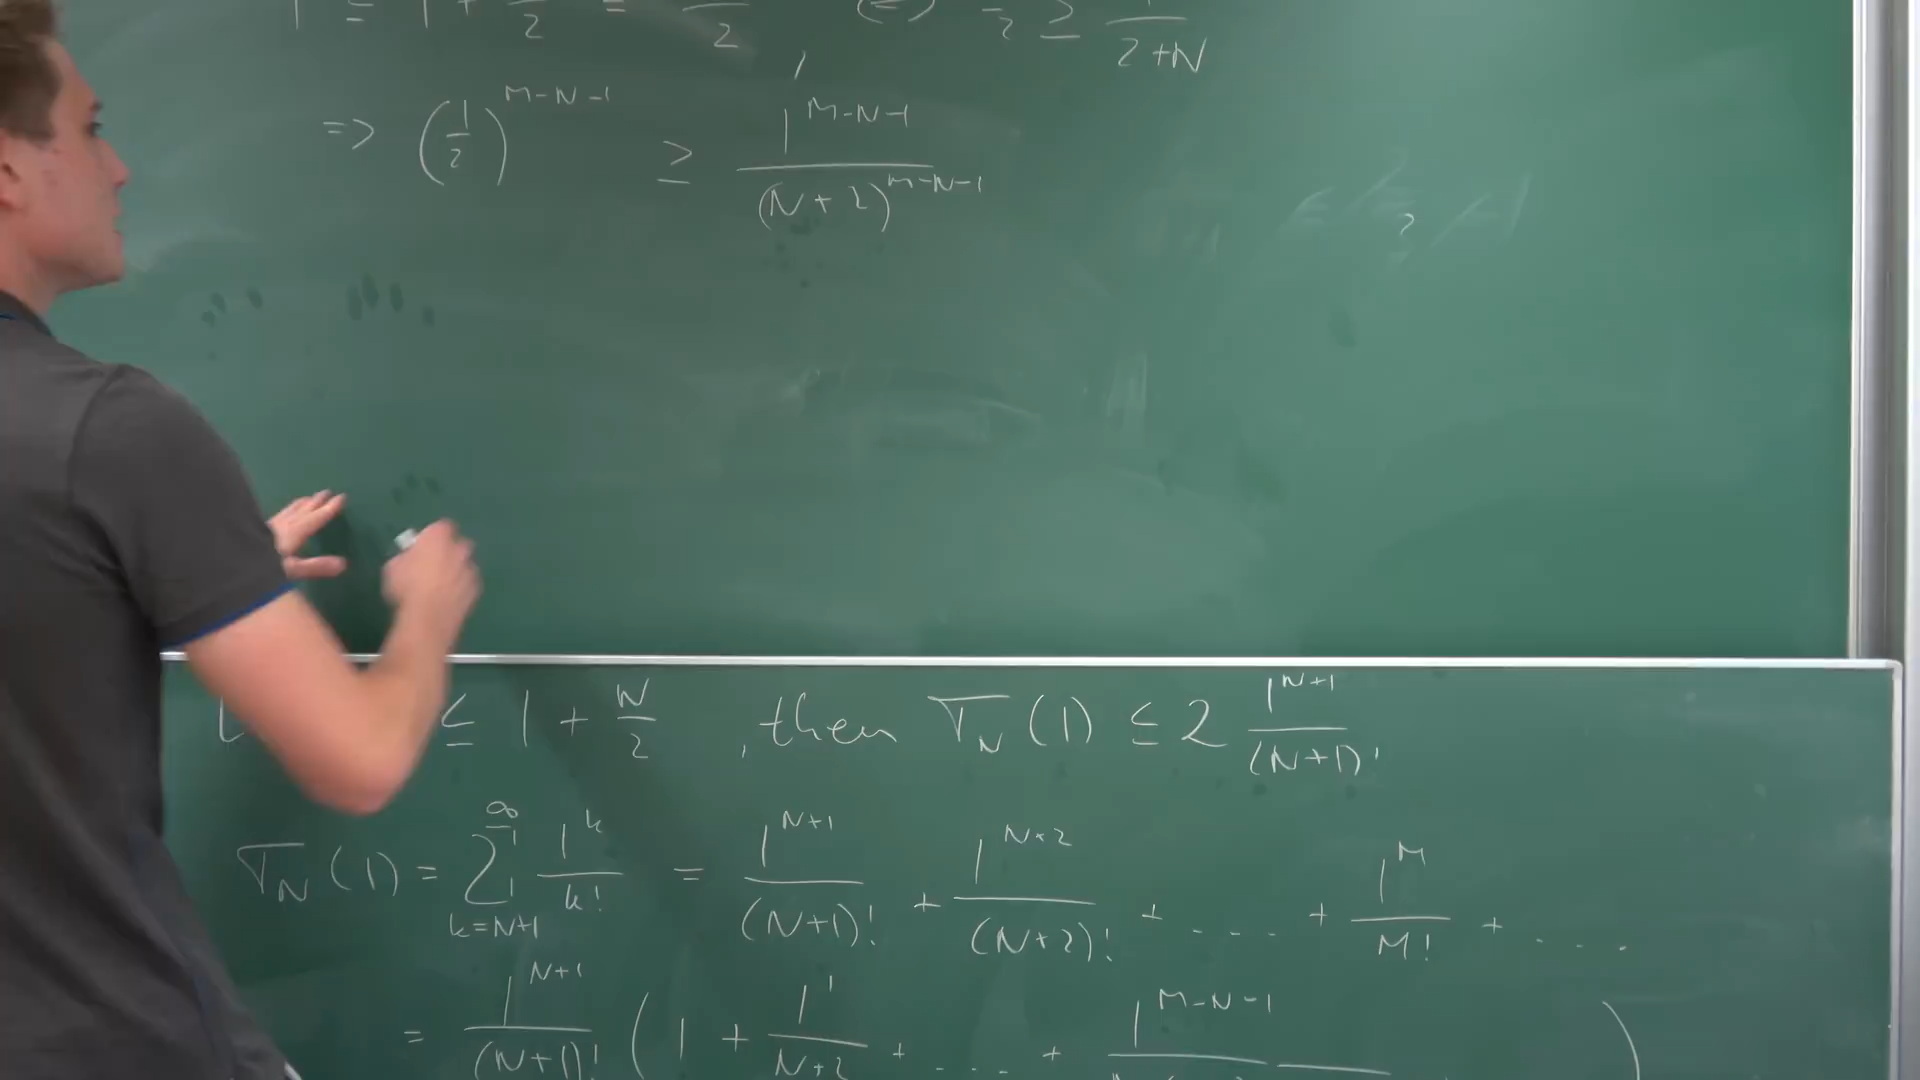 1 ≤ 1 + /2 = /2 (=) /2 ≥ 1/(2+N)
=> (1/2)^(M-N-1) ≥ 1^(M-N-1)/(N+2)^(M-N-1)
≤ 1 + N/2 , then T_N(1) ≤ 2 1^(N+1)/(N+1)!
T_N(1) = ∑_(k=N+1)^∞ 1^k/k! = 1^(N+1)/(N+1)! + 1^(N+2)/(N+2)! + .... + 1^M/M! + ....
= 1^(N+1)/(N+1)! (1 + 1^1/(N+2) + .... + 1^(M-N-1)/ )